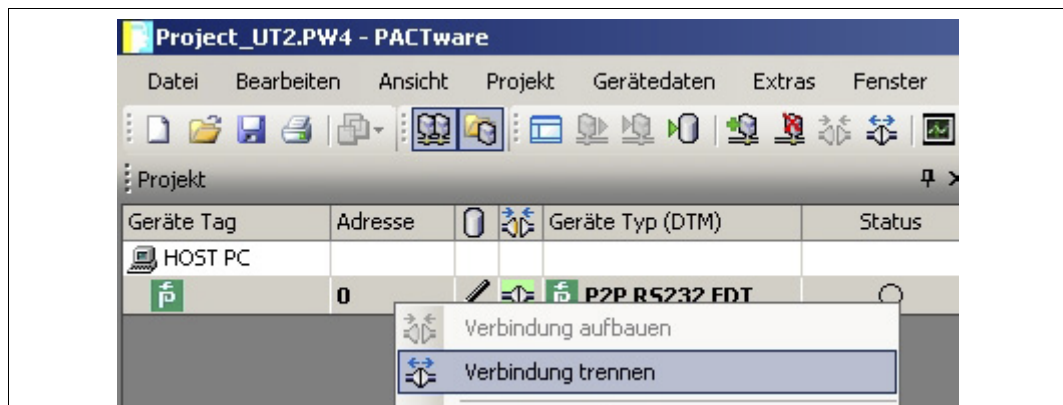 Project_UT2.PW4 - PACTware
Datei Bearbeiten Ansicht Projekt Gerätedaten Extras Fenster
Projekt
Geräte Tag Adresse Geräte Typ (DTM) Status
HOST PC
0 P2P RS232 FDT
Verbindung aufbauen
Verbindung trennen